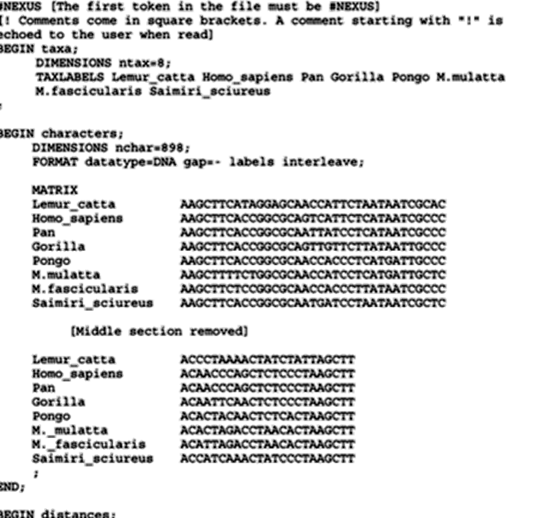 #NEXUS [The first token in the file must be #NEXUS]
[! Comments come in square brackets. A comment starting with "!" is
echoed to the user when read]
BEGIN taxa;
DIMENSIONS ntax=8;
TAXLABELS Lemur_catta Homo_sapiens Pan Gorilla Pongo M.mulatta
M.fascicularis Saimiri_sciureus
;
BEGIN characters;
DIMENSIONS nchar=898;
FORMAT datatype=DNA gap=- labels interleave;
MATRIX
Lemur_catta AAGCTTCATAGGAGCAACCATTCTAATAATCGCAC
Homo_sapiens AAGCTTCACCGGCGCAGTCATTCTCATAATCGCCC
Pan AAGCTTCACCGGCGCAATTATCCTCATAATCGCCC
Gorilla AAGCTTCACCGGCGCAGTTGTTCTTATAATTGCCC
Pongo AAGCTTCACCGGCGCAACCACCCTCATGATTGCCC
M.mulatta AAGCTTTTCTGGCGCAACCATCCTCATGATTGCTC
M.fascicularis AAGCTTCTCCGGCGCAACCACCCTTATAATCGCCC
Saimiri_sciureus AAGCTTCACCGGCGCAATGATCCTAATAATCGCTC
[Middle section removed]
Lemur_catta ACCCTAAAACTATCTATTAGCTT
Homo_sapiens ACAACCCAGCTCTCCCTAAGCTT
Pan ACAACCCAGCTCTCCCTAAGCTT
Gorilla ACAATTCAACTCTCCCTAAGCTT
Pongo ACACTACAACTCTCACTAAGCTT
M._mulatta ACACTAGACCTAACACTAAGCTT
M._fascicularis ACATTAGACCTAACACTAAGCTT
Saimiri_sciureus ACCATCAAACTATCCCTAAGCTT
;
END;
BEGIN distances;